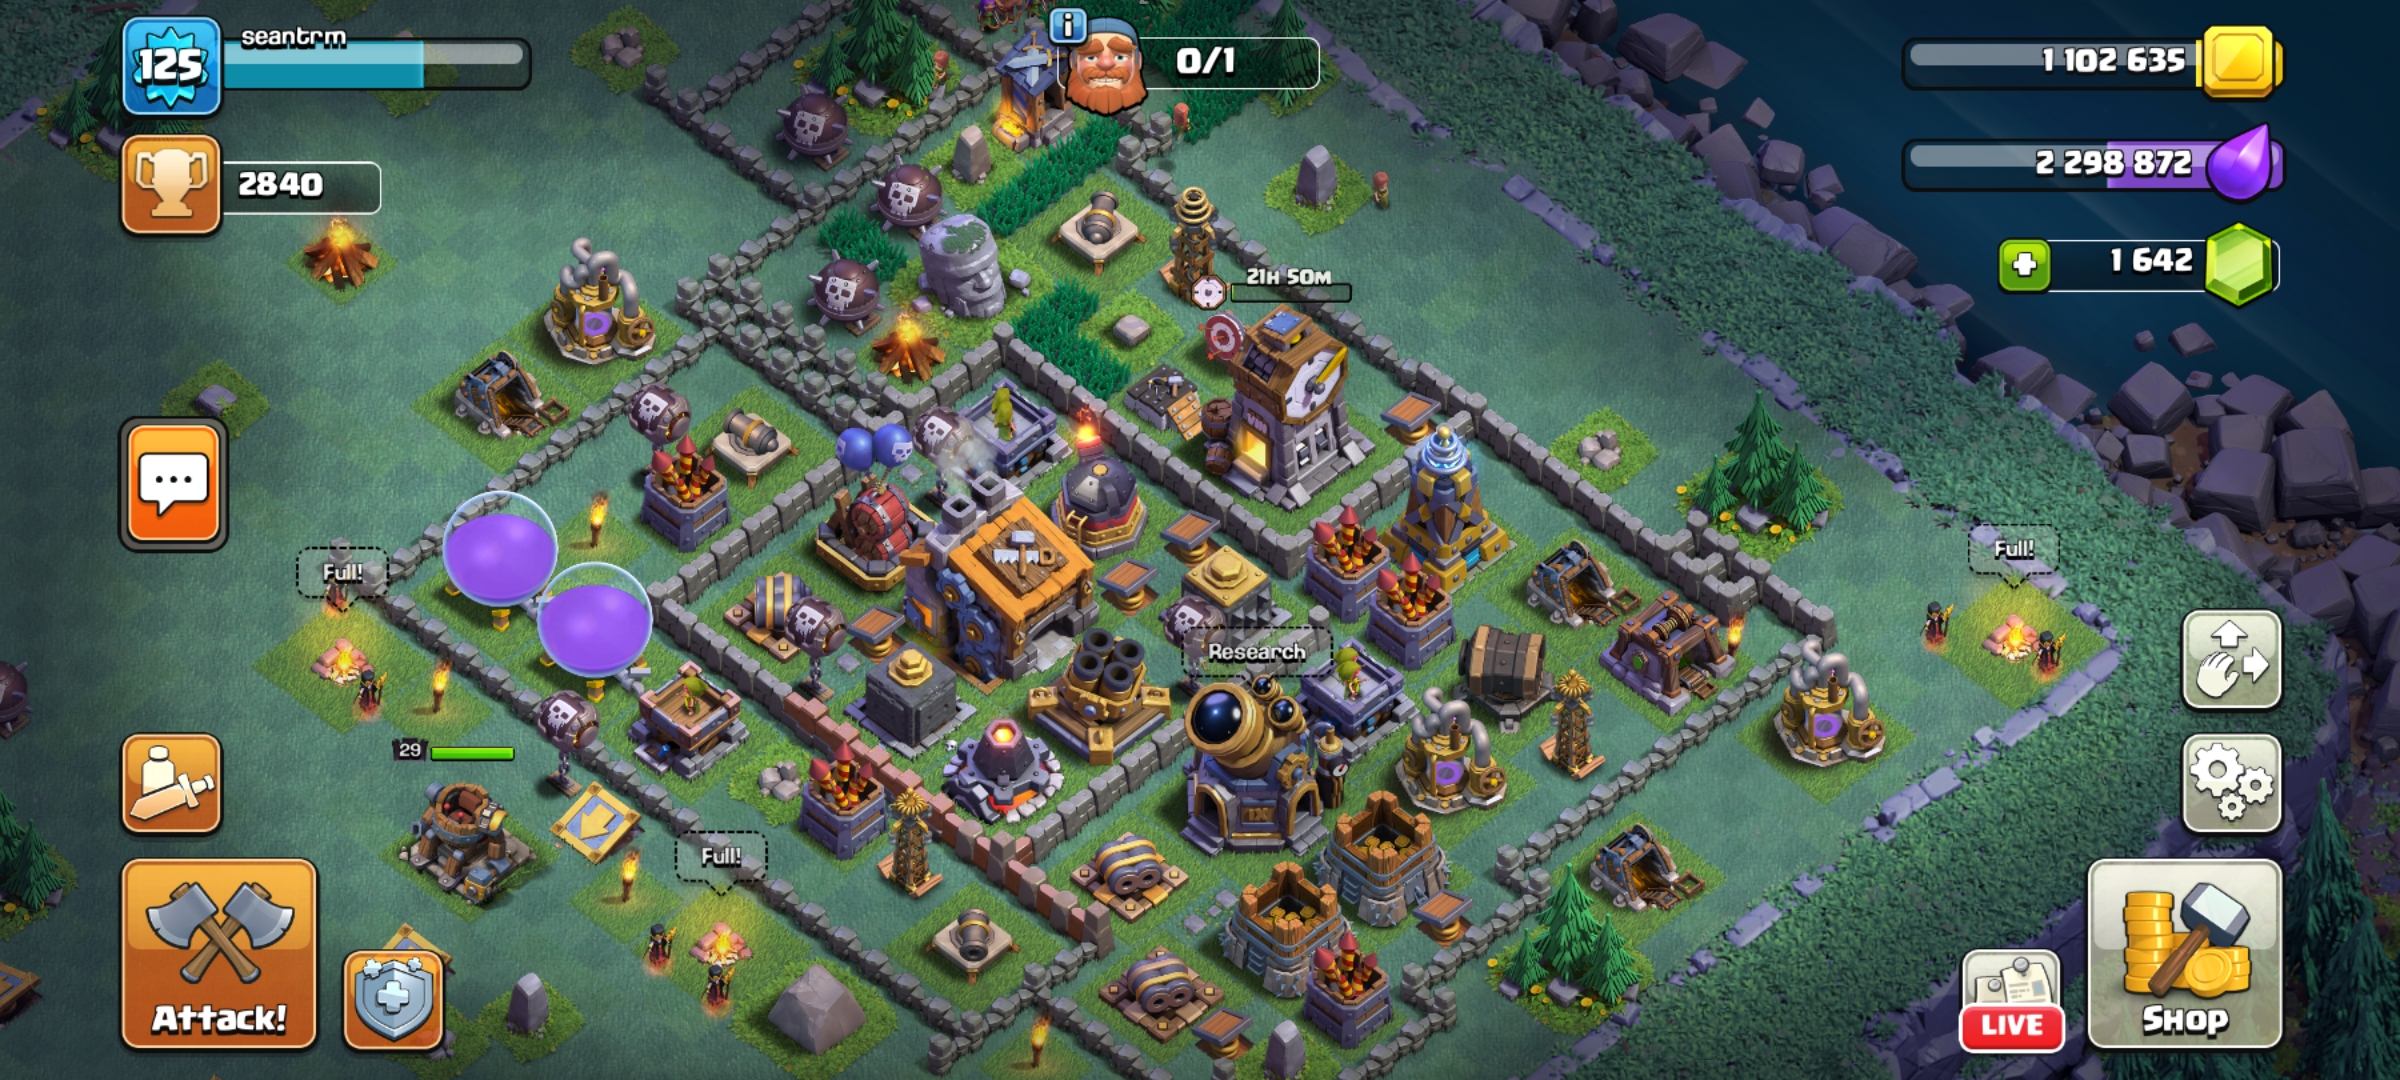 125
seantrm
0/1
1 102 635
2840
2 298 872
1 642
21H 50M
Full!
Full!
Research
29
Full!
Attack!
LIVE
SHOP